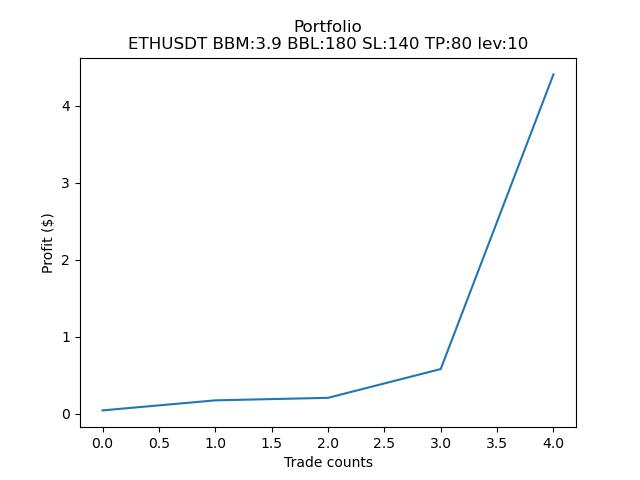 Portfolio
ETHUSDT BBM:3.9 BBL:180 SL:140 TP:80 lev:10
Profit ($)
4
3
2
1
0
0.0 0.5 1.0 1.5 2.0 2.5 3.0 3.5 4.0
Trade counts